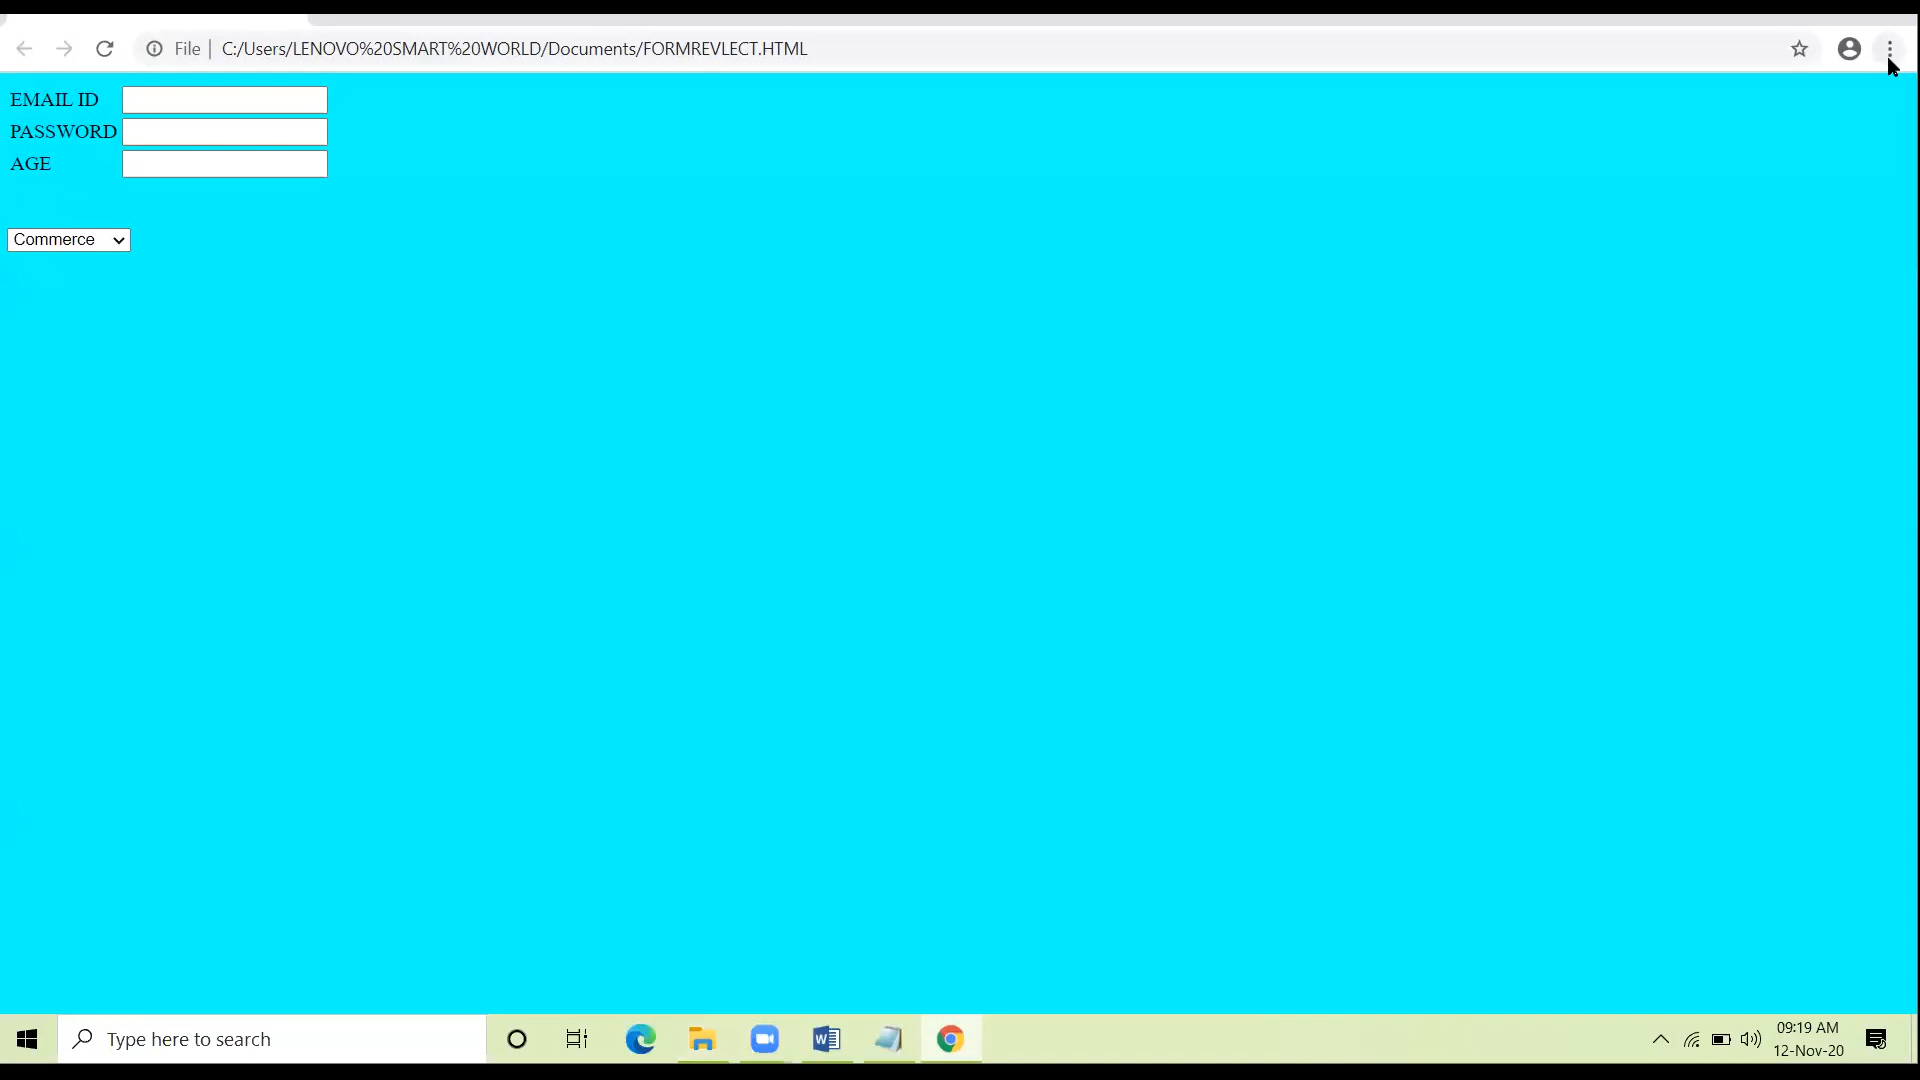 File | C:/Users/LENOVO%20SMART%20WORLD/Documents/FORMREVLECT.HTML
EMAIL ID
PASSWORD
AGE
Commerce
Type here to search
09:19 AM
12-Nov-20